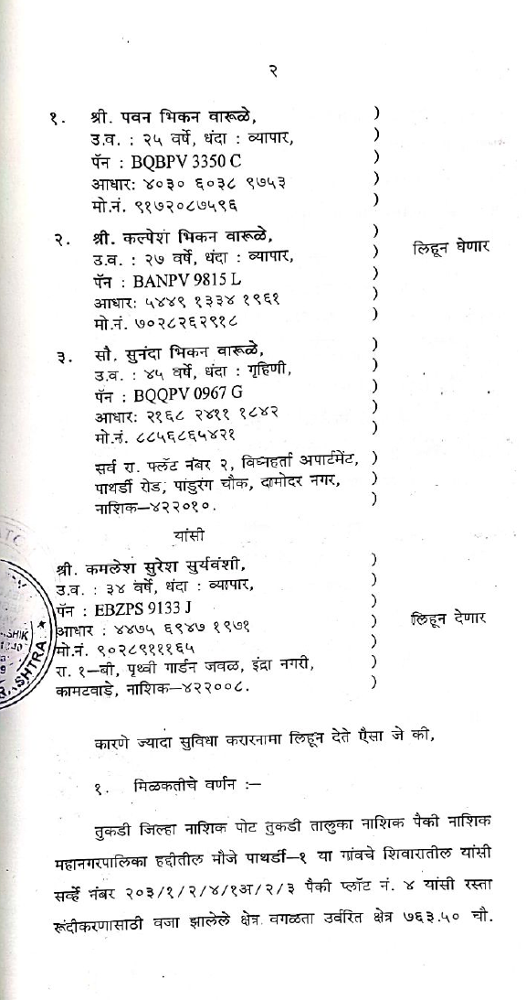 २
१. श्री. पवन भिकन वारूळे, )
उ.व. : २५ वर्षे, धंदा : व्यापार, )
पॅन : BQBPV 3350 C )
आधार: ४०३० ६०३८ ९७५३ )
मो.नं. ९१७२०८७५९६ )
२. श्री. कल्पेश भिकन वारूळे, )
उ.व. : २७ वर्षे, धंदा : व्यापार, ) लिहून घेणार
पॅन : BANPV 9815 L )
आधार: ५४४९ १३३४ १९६१ )
मो.नं. ७०२८२६२९१८ )
३. सौ. सुनंदा भिकन वारूळे, )
उ.व. : ४५ वर्षे, धंदा : गृहिणी, )
पॅन : BQQPV 0967 G )
आधार: २१६८ २४११ १८४२ )
मो.नं. ८८५६८६५४२१ )
सर्व रा. फ्लॅट नंबर २, विघ्नहर्ता अपार्टमेंट, )
पाथर्डी रोड, पांडुरंग चौक, दामोदर नगर, )
नाशिक–४२२०१०. )
यांसी
श्री. कमलेश सुरेश सुर्यवंशी, )
उ.व. : ३४ वर्षे, धंदा : व्यापार, )
पॅन : EBZPS 9133 J )
आधार : ४४७५ ६९४७ १९७१ ) लिहून देणार
मो.नं. ९०२८९१११६५ )
रा. १–बी, पृथ्वी गार्डन जवळ, इंद्रा नगरी, )
कामटवाडे, नाशिक–४२२००८. )
कारणे ज्यादा सुविधा करारनामा लिहून देते ऐसा जे की,
१. मिळकतीचे वर्णन :–
तुकडी जिल्हा नाशिक पोट तुकडी तालुका नाशिक पैकी नाशिक
महानगरपालिका हद्दीतील मौजे पाथर्डी–१ या गांवचे शिवारातील यांसी
सर्व्हे नंबर २०३/१/२/४/१अ/२/३ पैकी प्लॉट नं. ४ यांसी रस्ता
रूंदीकरणासाठी वजा झालेले क्षेत्र वगळता उर्वरित क्षेत्र ७६३.५० चौ.